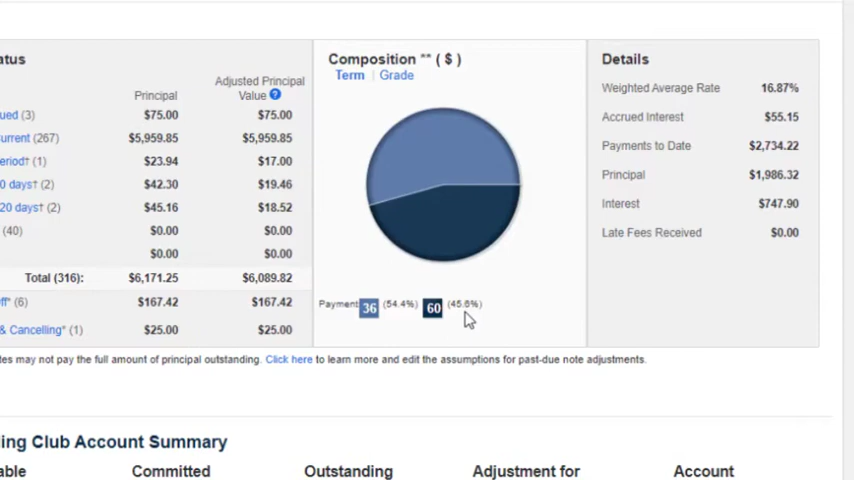 atus
Principal
Adjusted Principal
Value ?
ued (3) $75.00 $75.00
urrent (267) $5,959.85 $5,959.85
eriod† (1) $23.94 $17.00
0 days† (2) $42.30 $19.46
20 days† (2) $45.16 $18.52
(40) $0.00 $0.00
$0.00 $0.00
Total (316): $6,171.25 $6,089.82
ff* (6) $167.42 $167.42
& Cancelling* (1) $25.00 $25.00
Composition ** ( $ )
Term | Grade
Payment 36 (54.4%) 60 (45.6%)
Details
Weighted Average Rate 16.87%
Accrued Interest $55.15
Payments to Date $2,734.22
Principal $1,986.32
Interest $747.90
Late Fees Received $0.00
tes may not pay the full amount of principal outstanding. Click here to learn more and edit the assumptions for past-due note adjustments.
ding Club Account Summary
able Committed Outstanding Adjustment for Account